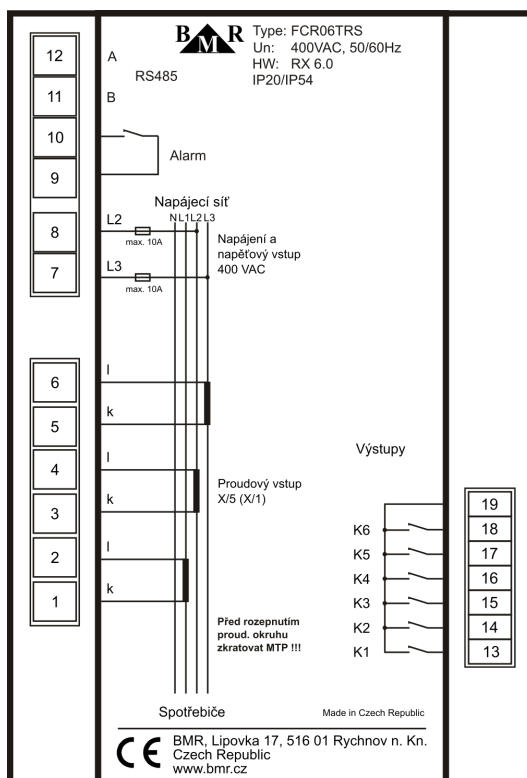 BMR
Type: FCR06TRS
Un: 400VAC, 50/60Hz
HW: RX 6.0
IP20/IP54
12
A
RS485
11
B
10
Alarm
9
Napájecí síť
N L1 L2 L3
8
L2
max. 10A
Napájení a
napěťový vstup
400 VAC
7
L3
max. 10A
6
l
5
k
4
l
Proudový vstup
X/5 (X/1)
3
k
2
l
1
k
Výstupy
19
K6
18
K5
17
K4
16
K3
15
K2
14
K1
13
Před rozepnutím
proud. okruhu
zkratovat MTP !!!
Spotřebiče
Made in Czech Republic
CE
BMR, Lipovka 17, 516 01 Rychnov n. Kn.
Czech Republic
www.bmr.cz